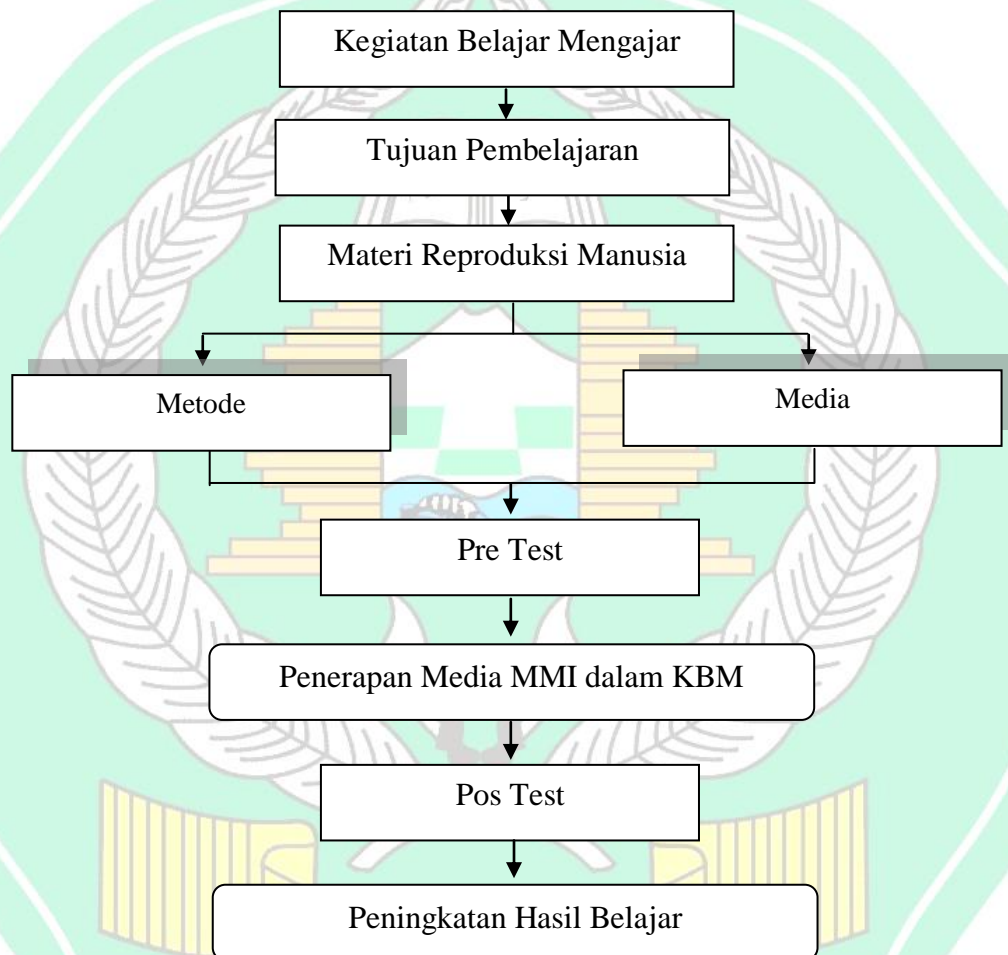 Kegiatan Belajar Mengajar
Tujuan Pembelajaran
Materi Reproduksi Manusia
Metode
Media
Pre Test
Penerapan Media MMI dalam KBM
Pos Test
Peningkatan Hasil Belajar